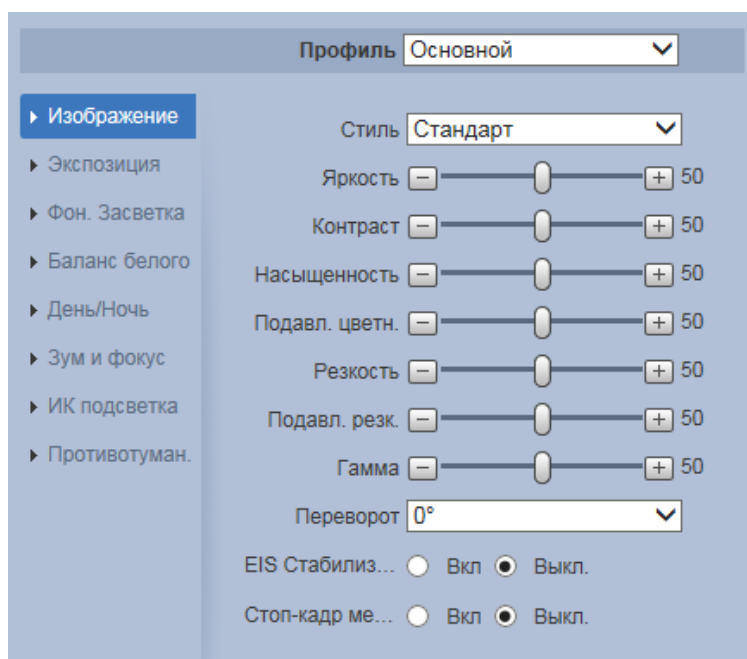 Профиль Основной
Изображение
Экспозиция
Фон. Засветка
Баланс белого
День/Ночь
Зум и фокус
ИК подсветка
Противотуман.
Стиль Стандарт
Яркость 50
Контраст 50
Насыщенность 50
Подавл. цветн. 50
Резкость 50
Подавл. резк. 50
Гамма 50
Переворот 0°
EIS Стабилиз... Вкл Выкл.
Стоп-кадр ме... Вкл Выкл.